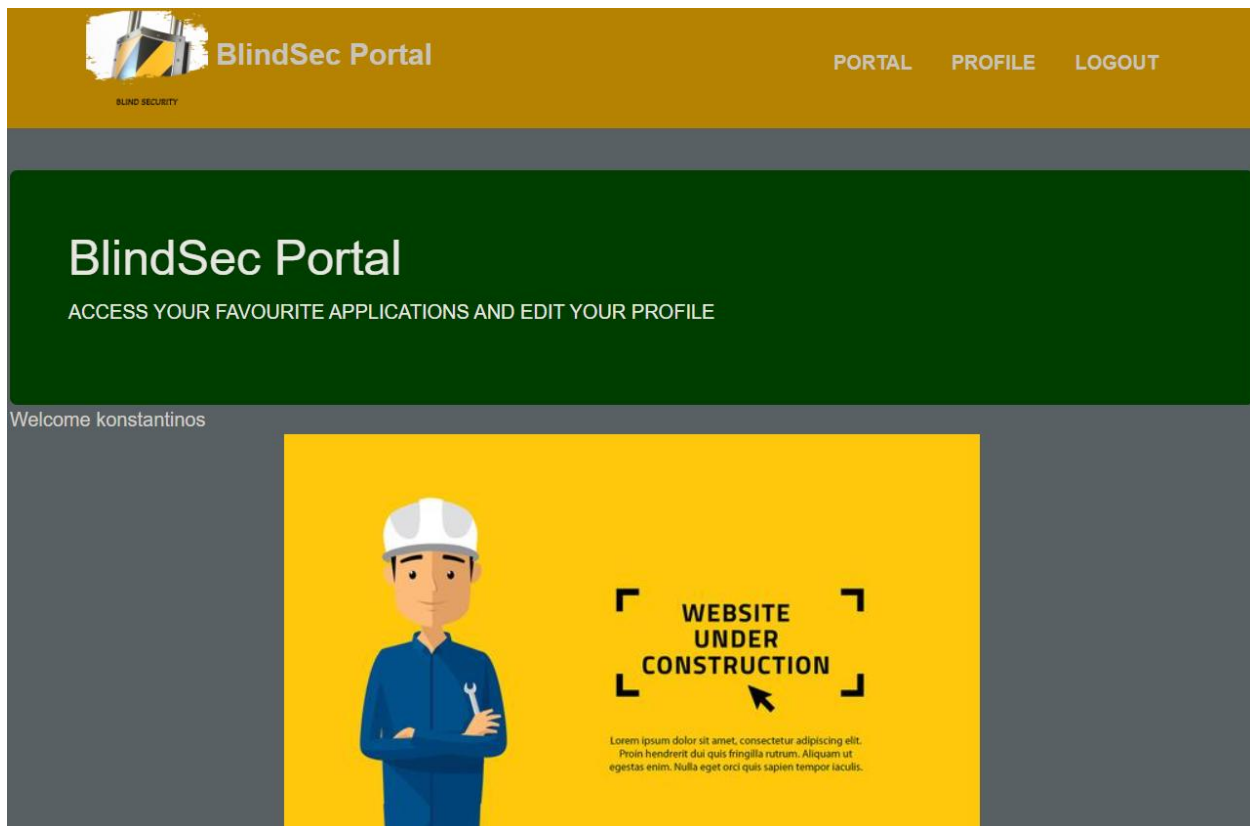 BlindSec Portal
PORTAL PROFILE LOGOUT
BLIND SECURITY
BlindSec Portal
ACCESS YOUR FAVOURITE APPLICATIONS AND EDIT YOUR PROFILE
Welcome konstantinos
WEBSITE
UNDER
CONSTRUCTION
Lorem ipsum dolor sit amet, consectetur adipiscing elit.
Proin hendrerit dui quis fringilla rutrum. Aliquam ut
egestas enim. Nulla eget orci quis sapien tempor iaculis.